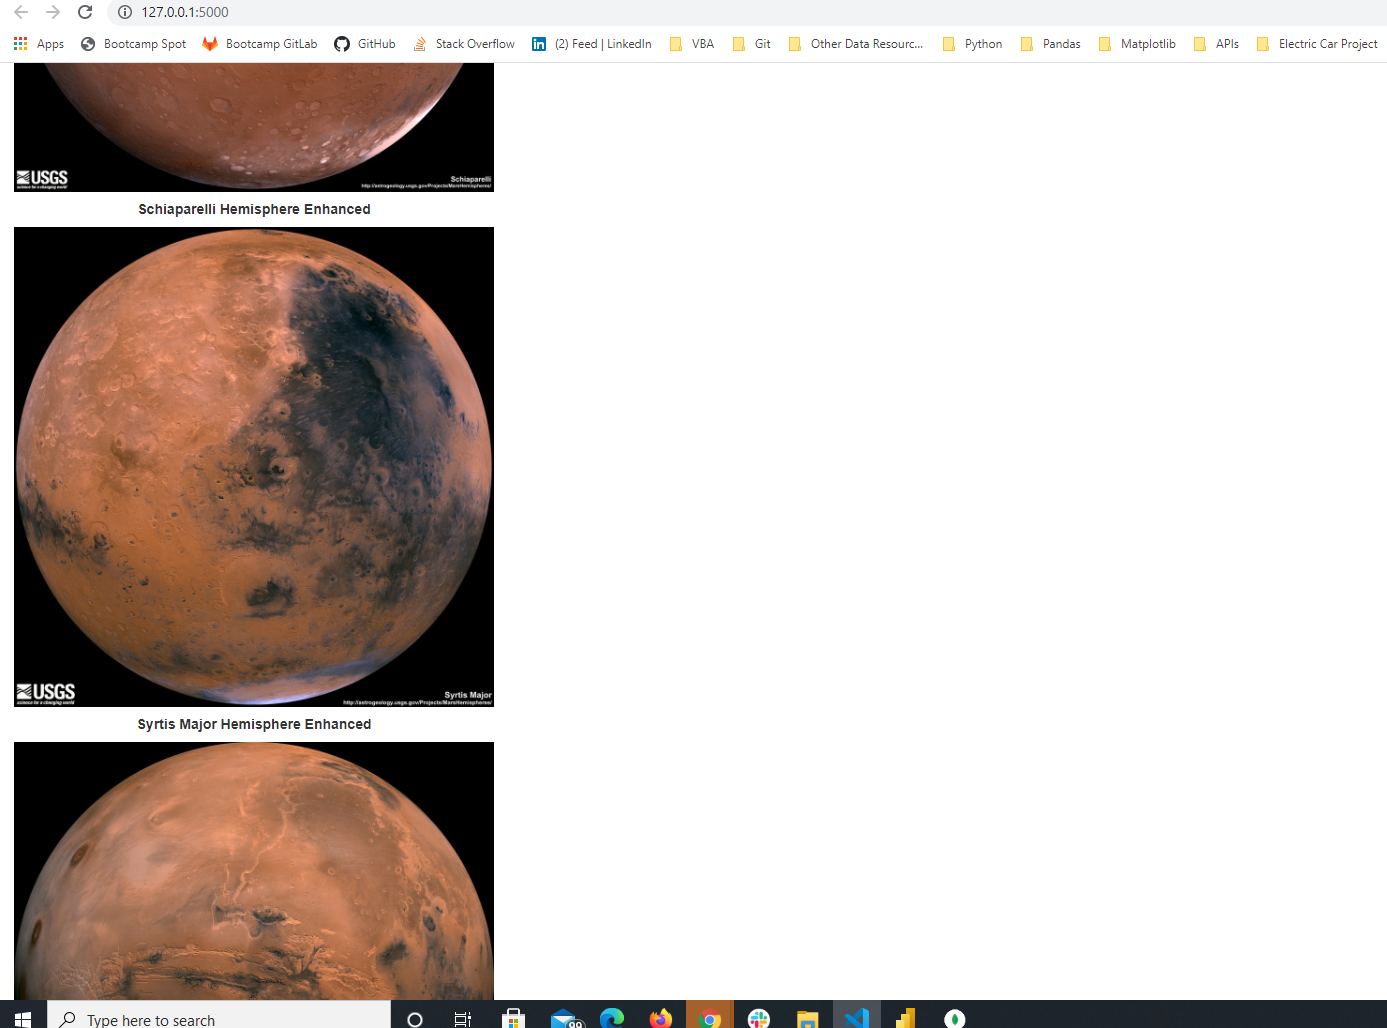 127.0.0.1:5000
Apps Bootcamp Spot Bootcamp GitLab GitHub Stack Overflow (2) Feed | LinkedIn VBA Git Other Data Resourc... Python Pandas Matplotlib APIs Electric Car Project
USGS
science for a changing world
Schiaparelli
http://astrogeology.usgs.gov/Projects/MarsHemispheres/
Schiaparelli Hemisphere Enhanced
USGS
science for a changing world
Syrtis Major
http://astrogeology.usgs.gov/Projects/MarsHemispheres/
Syrtis Major Hemisphere Enhanced
Type here to search
99